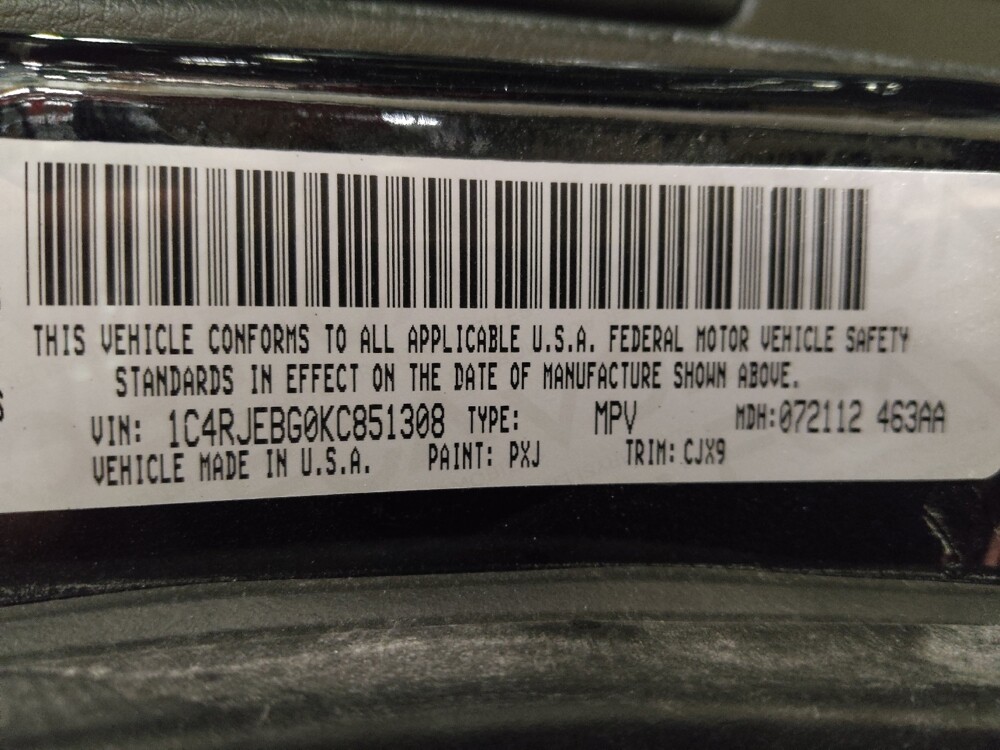 THIS VEHICLE CONFORMS TO ALL APPLICABLE U.S.A. FEDERAL MOTOR VEHICLE SAFETY
STANDARDS IN EFFECT ON THE DATE OF MANUFACTURE SHOWN ABOVE.
VIN: 1C4RJEBG0KC851308 TYPE: MPV MDH:072112 463AA
VEHICLE MADE IN U.S.A. PAINT: PXJ TRIM: CJX9